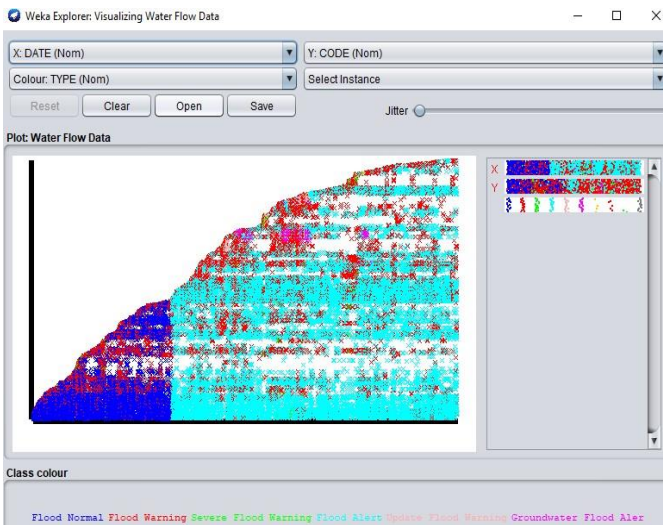 Weka Explorer: Visualizing Water Flow Data
X: DATE (Nom) Y: CODE (Nom)
Colour: TYPE (Nom) Select Instance
Reset Clear Open Save Jitter
Plot: Water Flow Data
X
Y
Class colour
Flood Normal Flood Warning Severe Flood Warning Flood Alert Update Flood Warning Groundwater Flood Aler